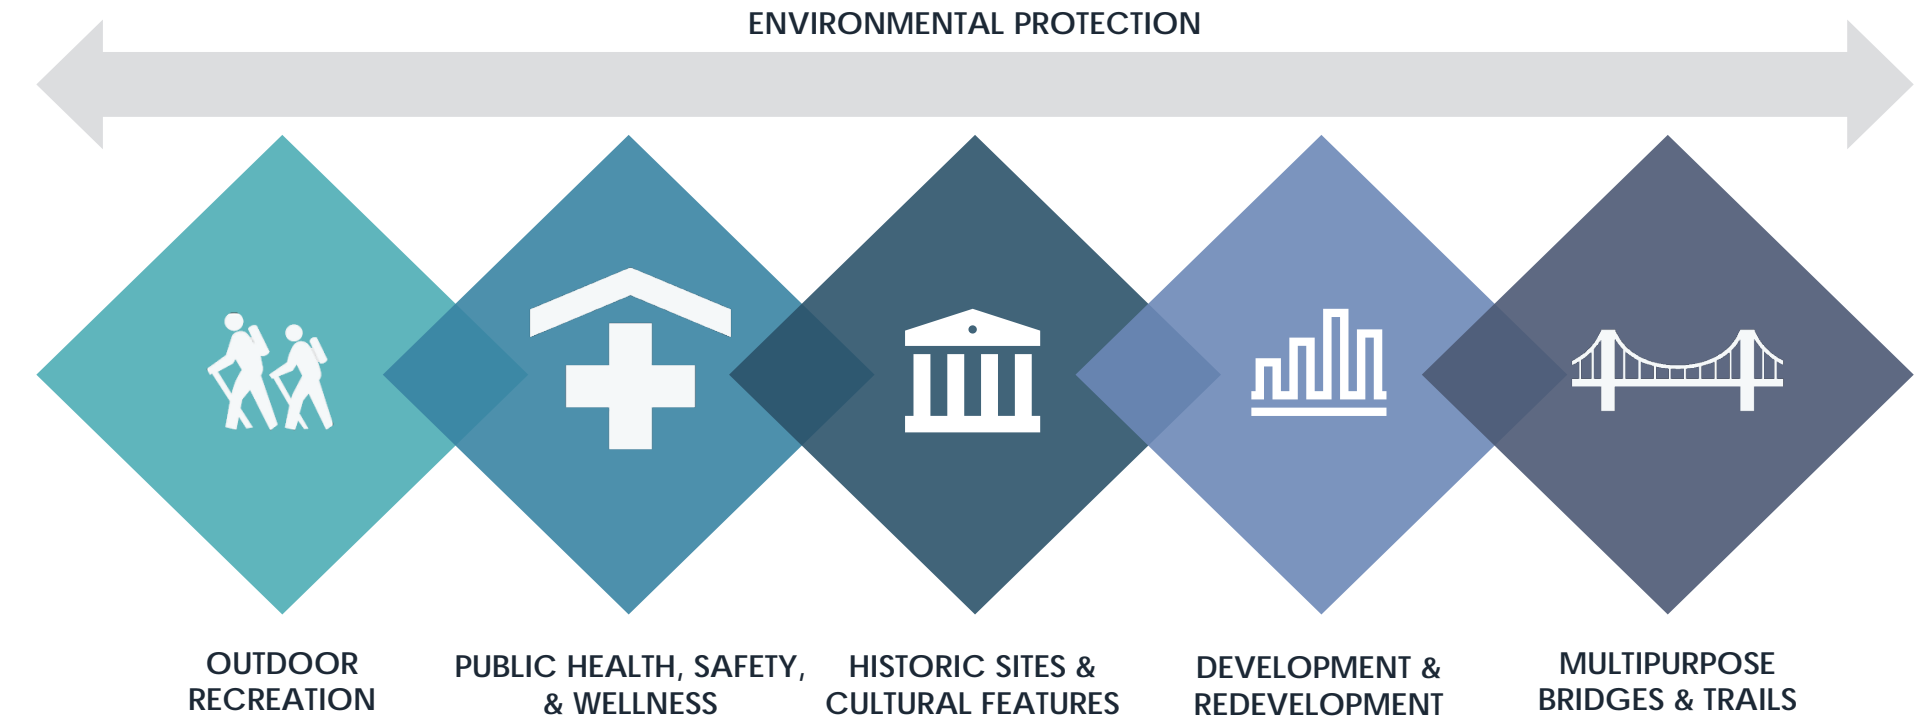 ENVIRONMENTAL PROTECTION
OUTDOOR
RECREATION
PUBLIC HEALTH, SAFETY,
& WELLNESS
HISTORIC SITES &
CULTURAL FEATURES
DEVELOPMENT &
REDEVELOPMENT
MULTIPURPOSE
BRIDGES & TRAILS